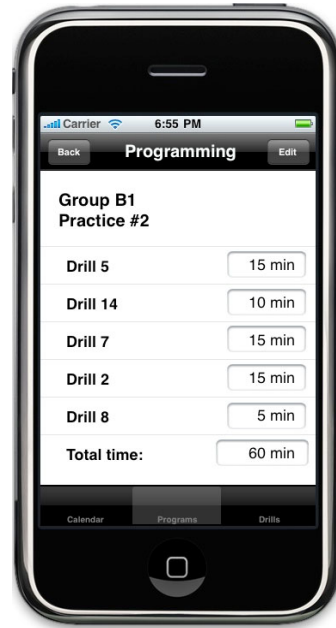 Carrier 6:55 PM
Back Programming Edit
Group B1
Practice #2
Drill 5 15 min
Drill 14 10 min
Drill 7 15 min
Drill 2 15 min
Drill 8 5 min
Total time: 60 min
Calendar Programs Drills